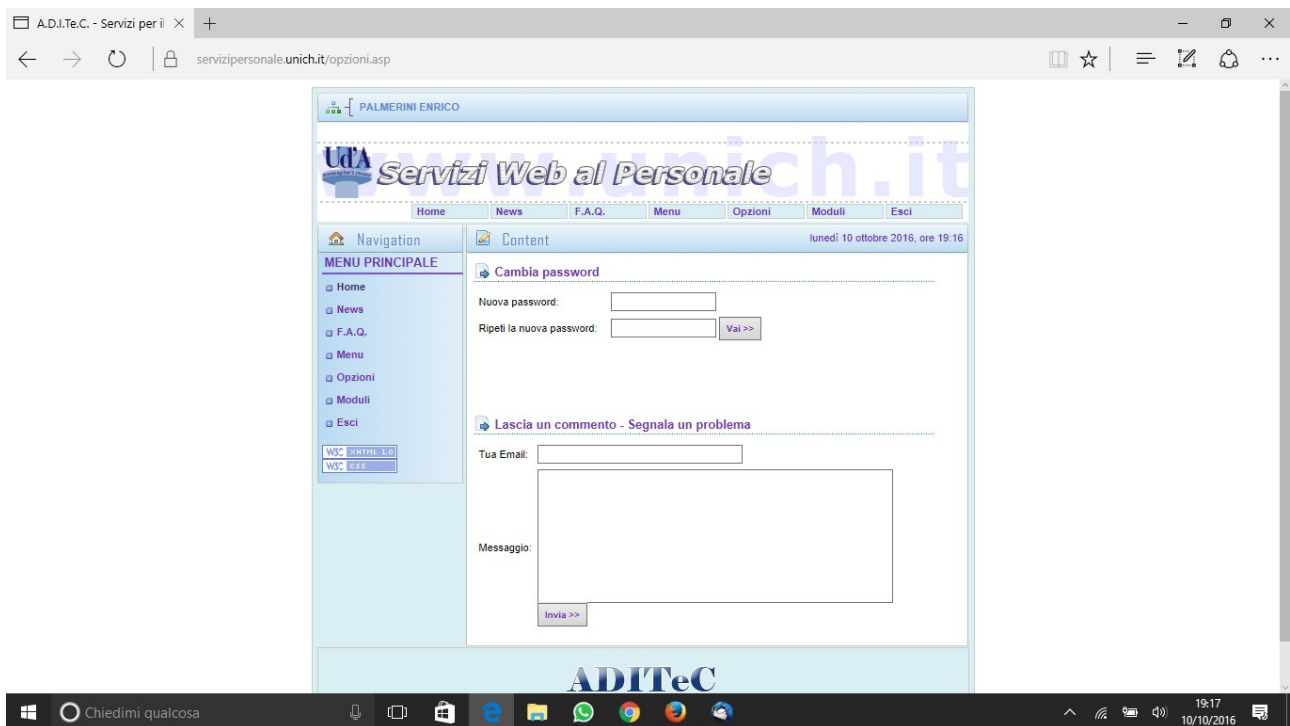 A.D.I.Te.C. - Servizi per il
servizipersonale.unich.it/opzioni.asp
PALMERINI ENRICO
www.unich.it
Ud'A Servizi Web al Personale
Home News F.A.Q. Menu Opzioni Moduli Esci
Navigation
MENU PRINCIPALE
Home
News
F.A.Q.
Menu
Opzioni
Moduli
Esci
W3C XHTML 1.0
W3C CSS
Content lunedì 10 ottobre 2016, ore 19:16
Cambia password
Nuova password:
Ripeti la nuova password: Vai >>
Lascia un commento - Segnala un problema
Tua Email:
Messaggio:
Invia >>
ADITeC
Chiedimi qualcosa
19:17
10/10/2016